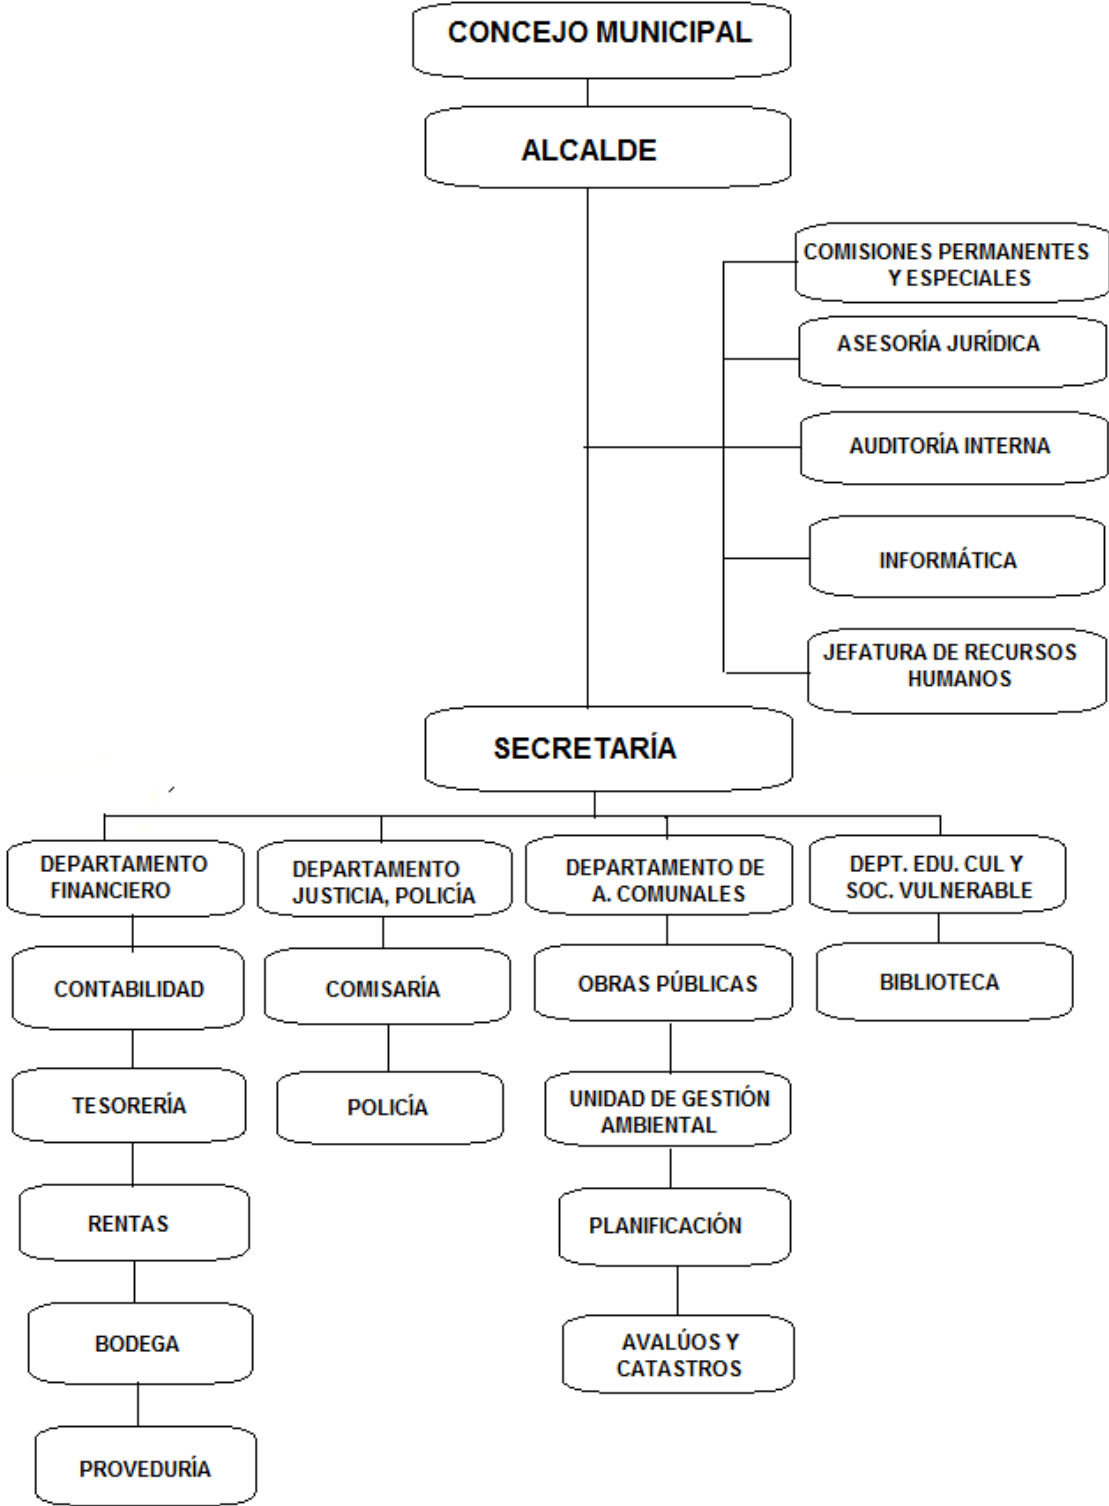 CONCEJO MUNICIPAL
ALCALDE
COMISIONES PERMANENTES
Y ESPECIALES
ASESORÍA JURÍDICA
AUDITORÍA INTERNA
INFORMÁTICA
JEFATURA DE RECURSOS
HUMANOS
SECRETARÍA
DEPARTAMENTO
FINANCIERO
DEPARTAMENTO
JUSTICIA, POLICÍA
DEPARTAMENTO DE
A. COMUNALES
DEPT. EDU. CUL Y
SOC. VULNERABLE
CONTABILIDAD
COMISARÍA
OBRAS PÚBLICAS
BIBLIOTECA
TESORERÍA
POLICÍA
UNIDAD DE GESTIÓN
AMBIENTAL
RENTAS
PLANIFICACIÓN
BODEGA
AVALÚOS Y
CATASTROS
PROVEDURÍA